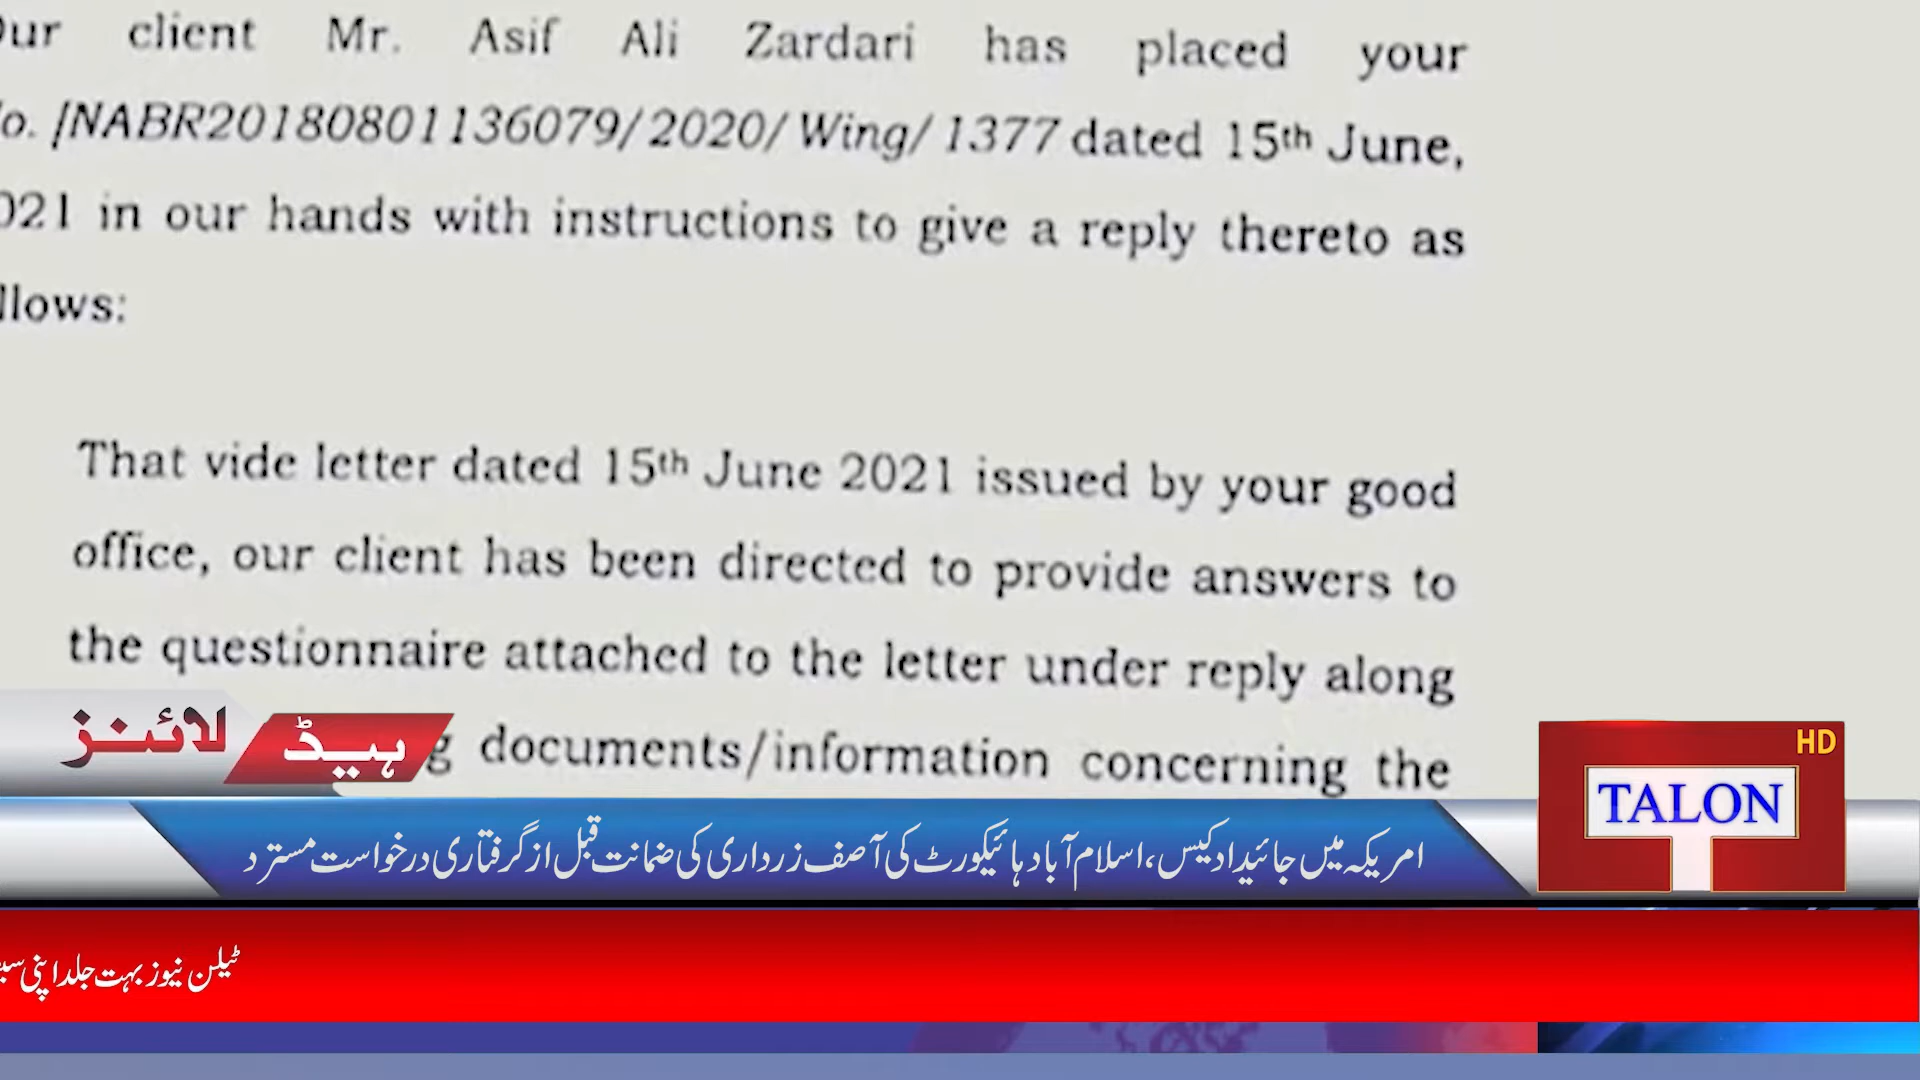 client Mr. Asif Ali Zardari has placed your
[NABR20180801136079/2020/Wing/1377 dated 15th June,
in our hands with instructions to give a reply thereto as
That vide letter dated 15th June 2021 issued by your good
office, our client has been directed to provide answers to
the questionnaire attached to the letter under reply along
documents/information concerning the
ہیڈ لائنز
HD
TALON
امریکہ میں جائیداد کیس، اسلام آباد ہائیکورٹ کی آصف زرداری کی ضمانت قبل از گرفتاری درخواست مسترد
ٹیلن نیوز بہت جلد اپنی